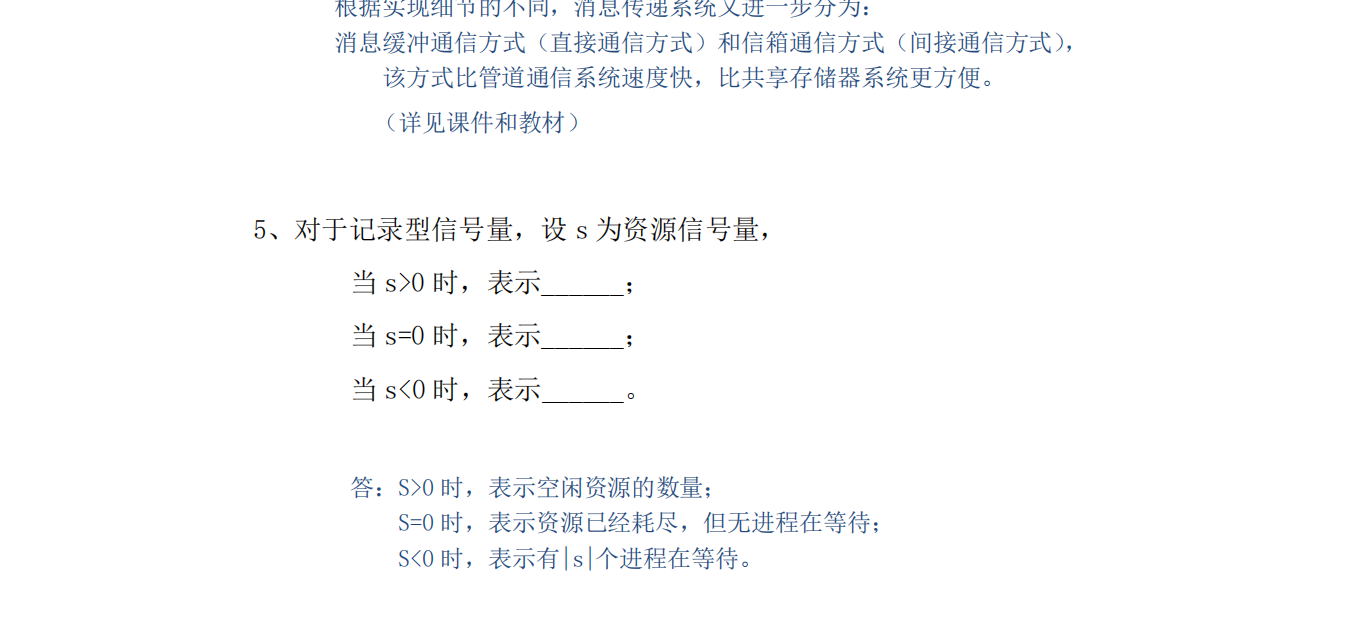 根据实现细节的不同，消息传递系统又进一步分为：
消息缓冲通信方式（直接通信方式）和信箱通信方式（间接通信方式），
该方式比管道通信系统速度快，比共享存储器系统更方便。
（详见课件和教材）
5、对于记录型信号量，设 s 为资源信号量，
当 s>0 时，表示______；
当 s=0 时，表示______；
当 s<0 时，表示______。
答：S>0 时，表示空闲资源的数量；
S=0 时，表示资源已经耗尽，但无进程在等待；
S<0 时，表示有|s|个进程在等待。